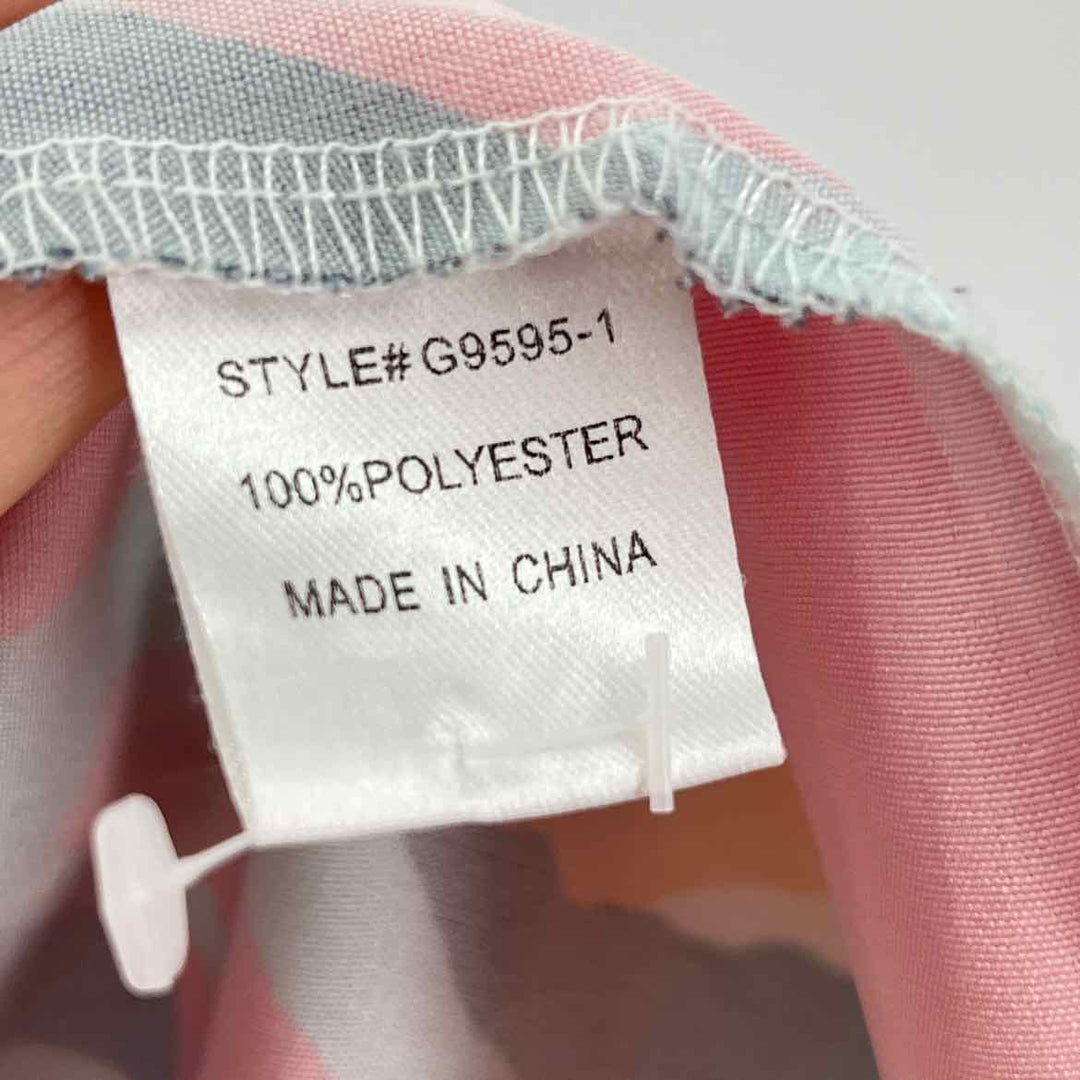 STYLE# G9595-1
100%POLYESTER
MADE IN CHINA